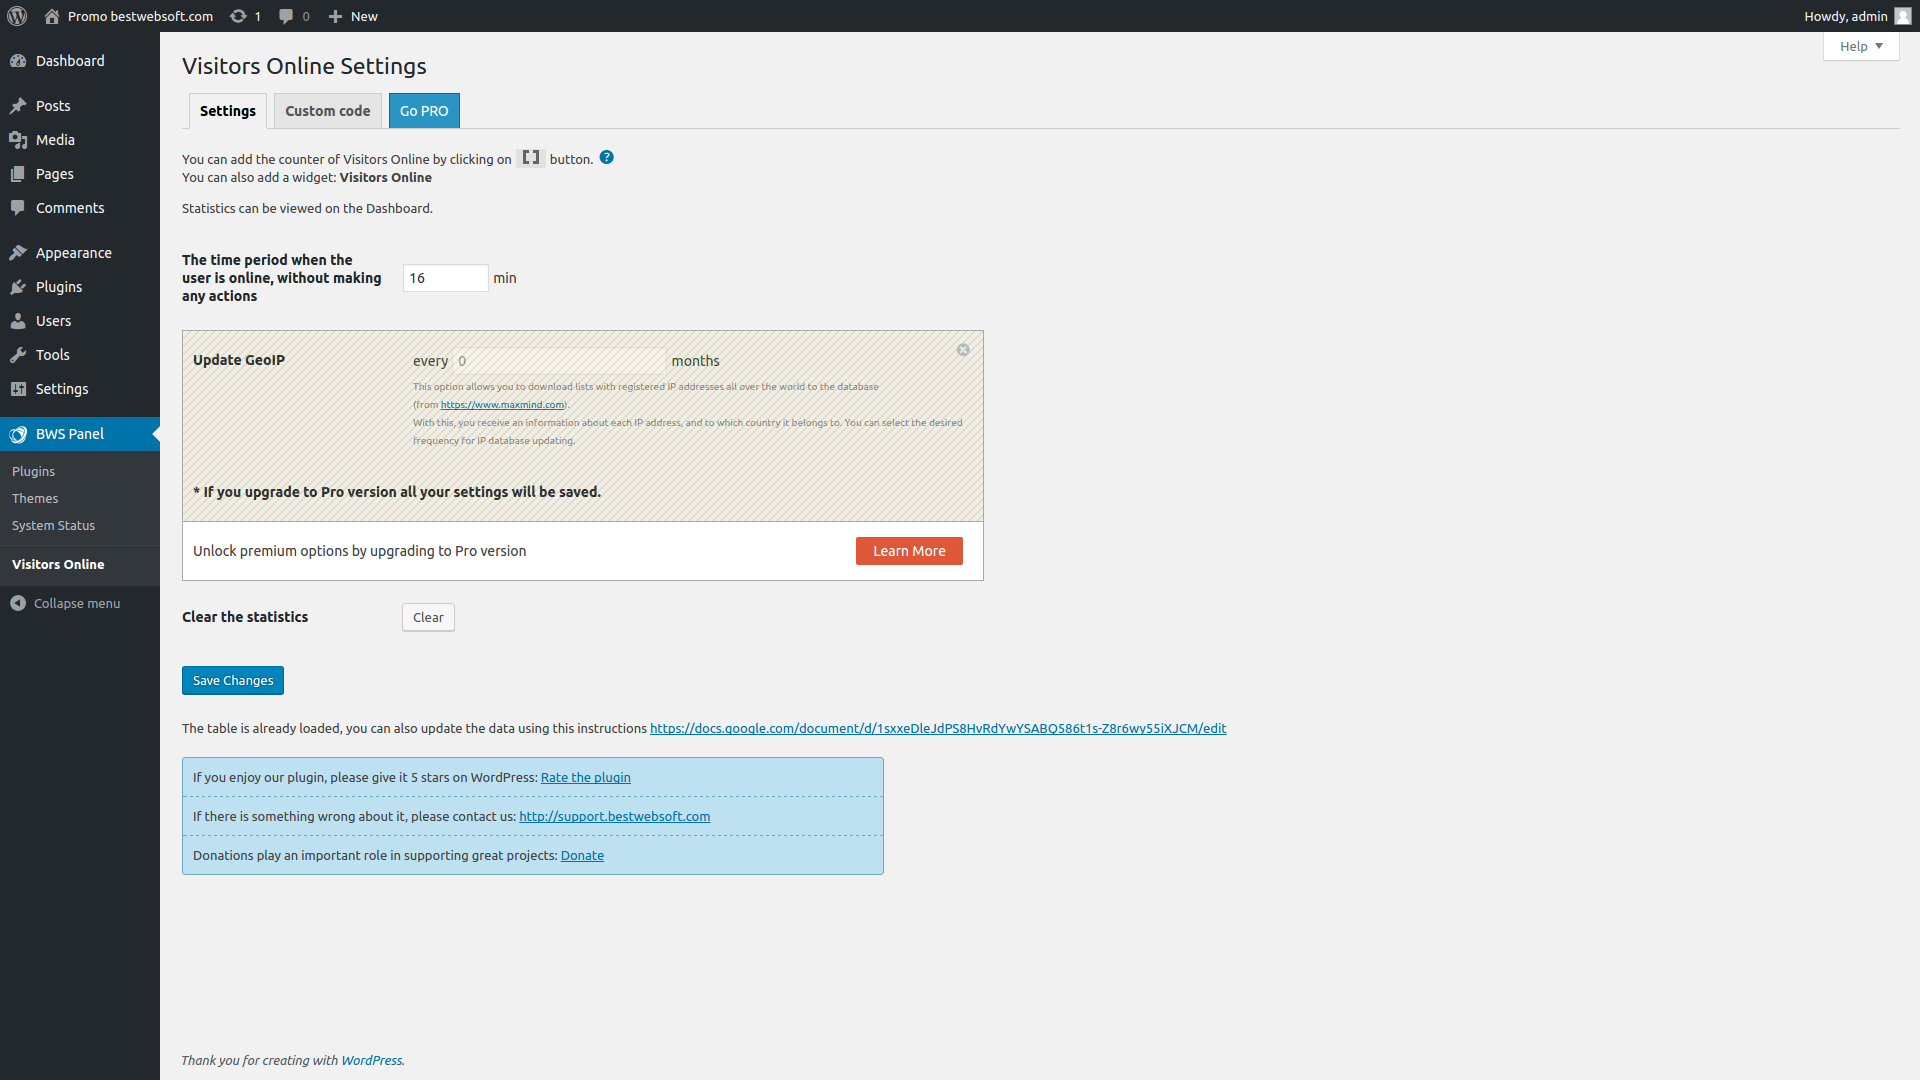 Promo bestwebsoft.com 1 0 New Howdy, admin
Help
Dashboard
Posts
Media
Pages
Comments
Appearance
Plugins
Users
Tools
Settings
BWS Panel
Plugins
Themes
System Status
Visitors Online
Collapse menu
Visitors Online Settings
Settings Custom code Go PRO
You can add the counter of Visitors Online by clicking on [] button. ?
You can also add a widget: Visitors Online
Statistics can be viewed on the Dashboard.
The time period when the
user is online, without making
any actions
16 min
Update GeoIP every 0 months
This option allows you to download lists with registered IP addresses all over the world to the database
(from https://www.maxmind.com).
With this, you receive an information about each IP address, and to which country it belongs to. You can select the desired
frequency for IP database updating.
* If you upgrade to Pro version all your settings will be saved.
Unlock premium options by upgrading to Pro version Learn More
Clear the statistics Clear
Save Changes
The table is already loaded, you can also update the data using this instructions https://docs.google.com/document/d/1sxxeDleJdPS8HvRdYwYSABQ586t1s-Z8r6wy55iXJCM/edit
If you enjoy our plugin, please give it 5 stars on WordPress: Rate the plugin
If there is something wrong about it, please contact us: http://support.bestwebsoft.com
Donations play an important role in supporting great projects: Donate
Thank you for creating with WordPress.